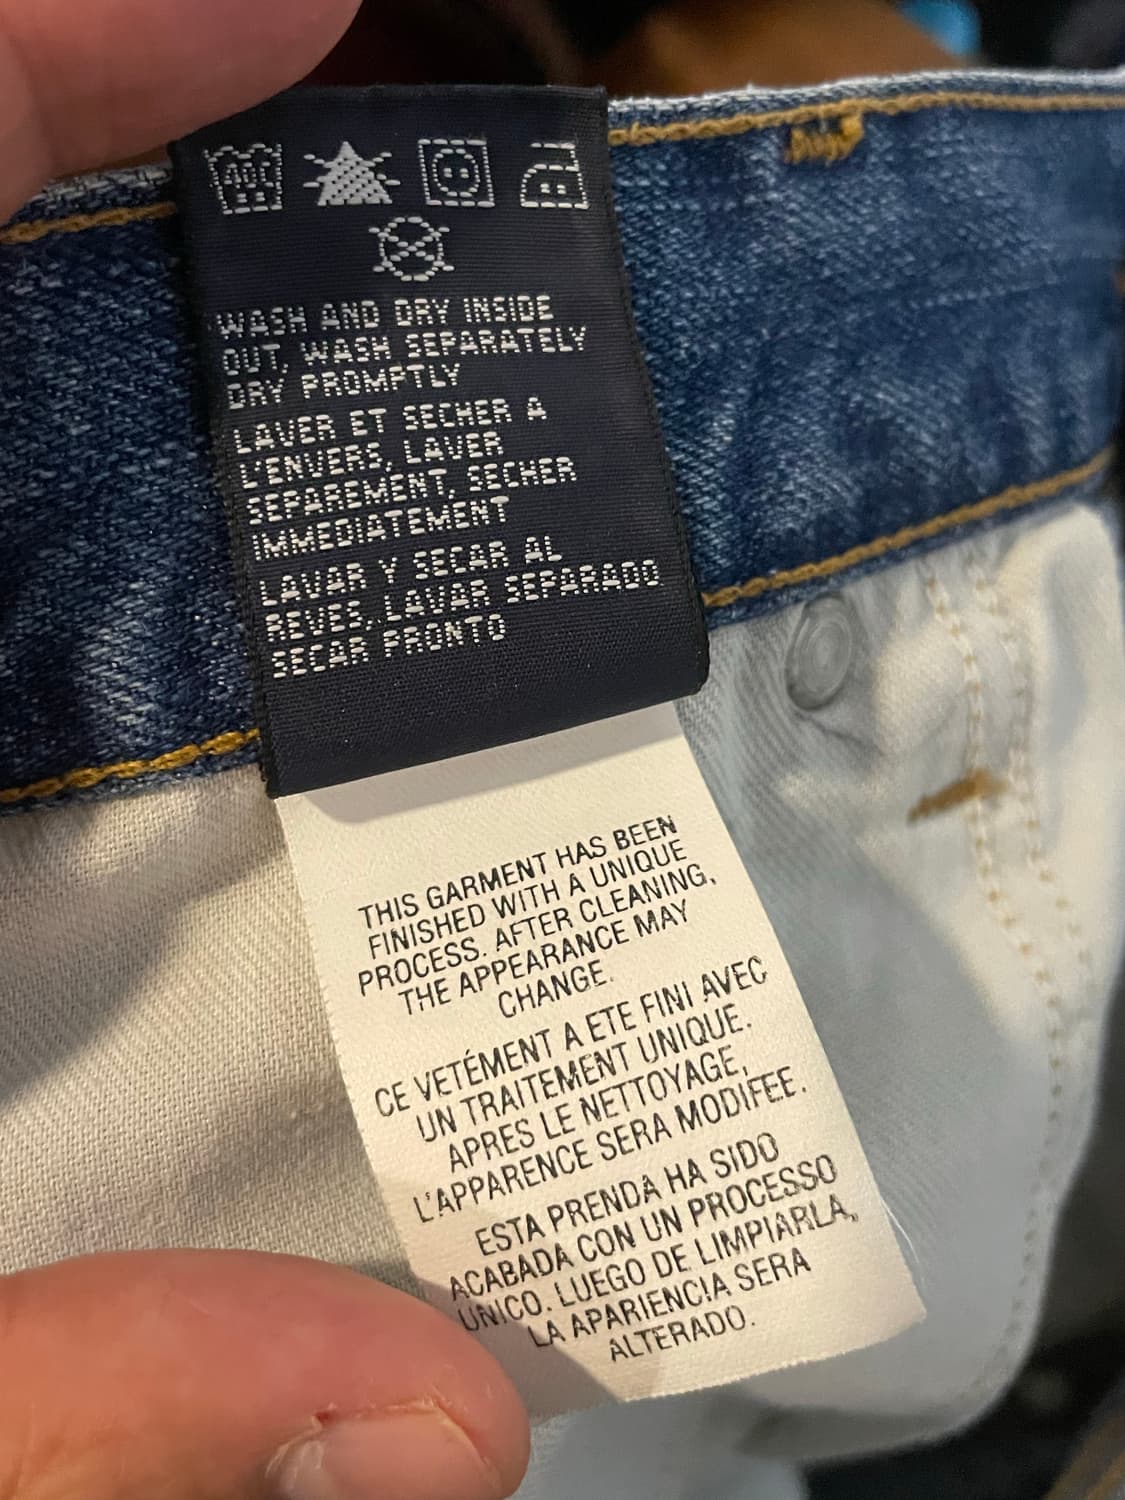 40C
WASH AND DRY INSIDE
OUT, WASH SEPARATELY
DRY PROMPTLY
LAVER ET SECHER A
L'ENVERS, LAVER
SEPAREMENT, SECHER
IMMEDIATEMENT
LAVAR Y SECAR AL
REVES,.LAVAR SEPARADO
SECAR PRONTO
THIS GARMENT HAS BEEN
FINISHED WITH A UNIQUE
PROCESS. AFTER CLEANING,
THE APPEARANCE MAY
CHANGE.
CE VETÉMENT A ETE FINI AVEC
UN TRAITEMENT UNIQUE.
APRES LE NETTOYAGE,
L'APPARENCE SERA MODIFEE.
ESTA PRENDA HA SIDO
ACABADA CON UN PROCESSO
UNICO. LUEGO DE LIMPIARLA,
LA APARIENCIA SERA
ALTERADO.